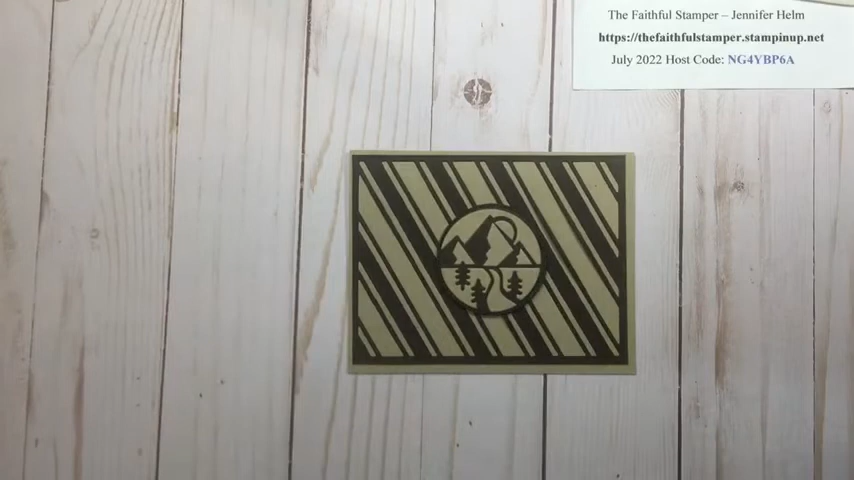 The Faithful Stamper – Jennifer Helm
https://thefaithfulstamper.stampinup.net
July 2022 Host Code: NG4YBP6A